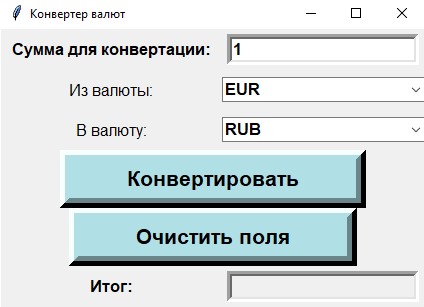 Конвертер валют
Сумма для конвертации: 1
Из валюты: EUR
В валюту: RUB
Конвертировать
Очистить поля
Итог: